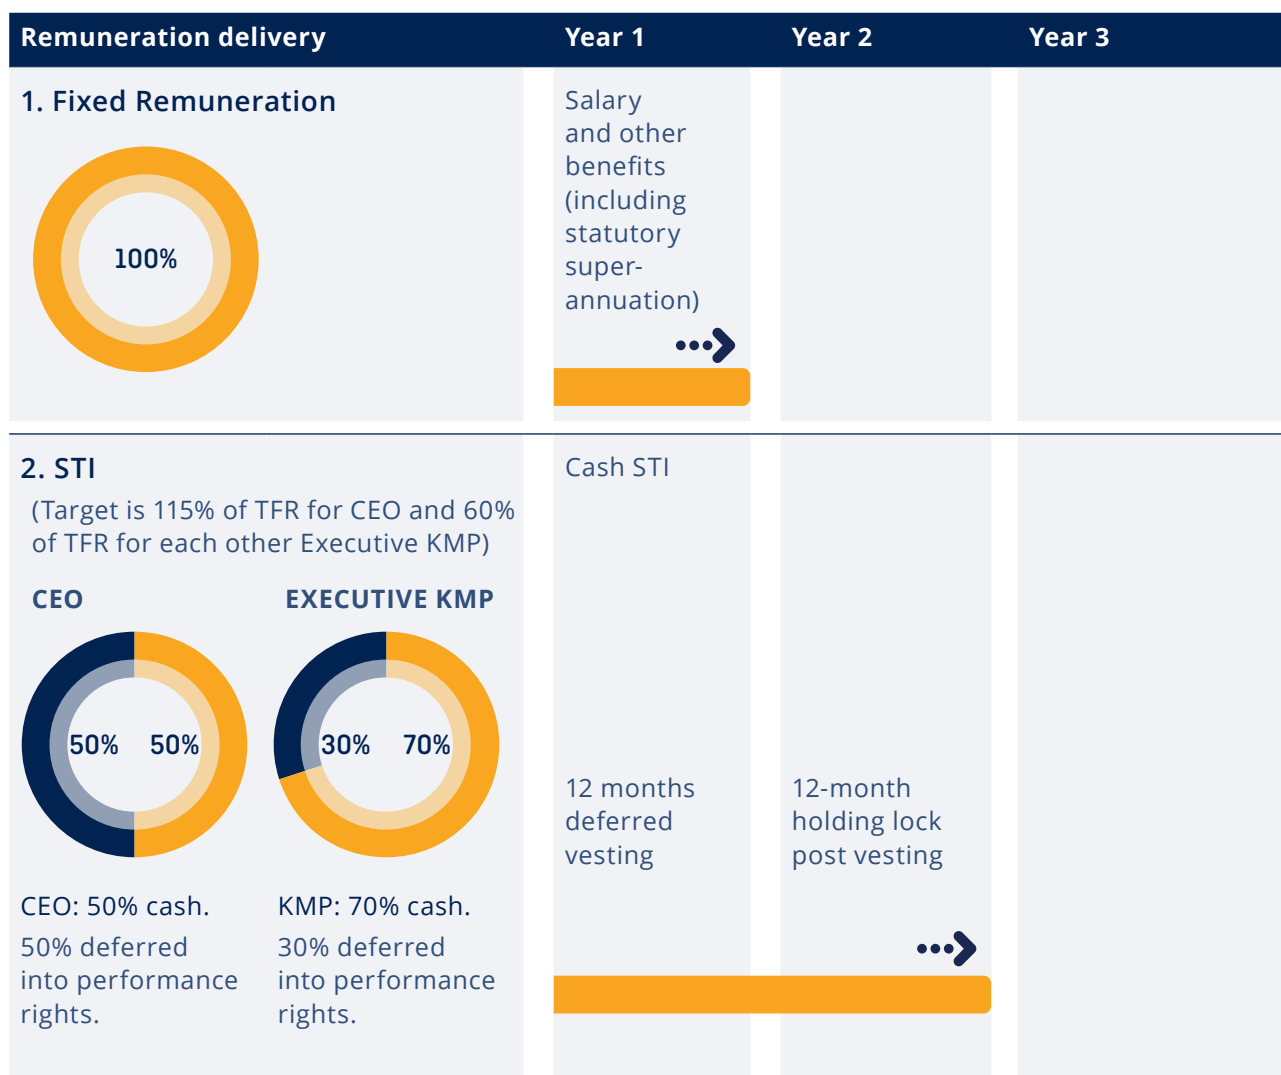 Remuneration delivery Year 1 Year 2 Year 3
1. Fixed Remuneration
100%
Salary
and other
benefits
(including
statutory
super-
annuation)
2. STI
(Target is 115% of TFR for CEO and 60%
of TFR for each other Executive KMP)
CEO
50% 50%
CEO: 50% cash.
50% deferred
into performance
rights.
EXECUTIVE KMP
30% 70%
KMP: 70% cash.
30% deferred
into performance
rights.
Cash STI
12 months
deferred
vesting
12-month
holding lock
post vesting